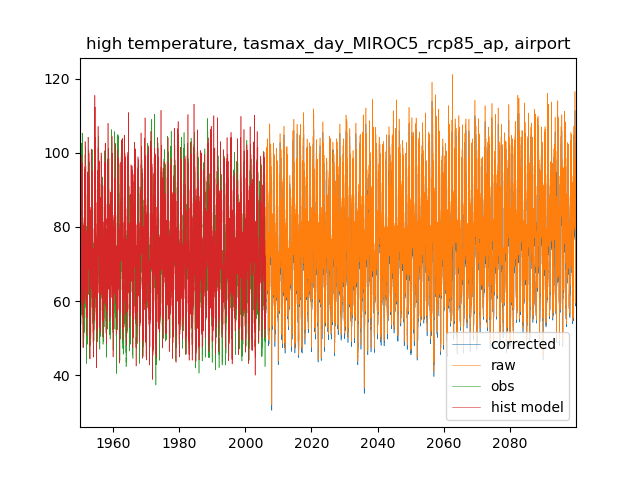 high temperature, tasmax_day_MIROC5_rcp85_ap, airport
120
100
80
60
40
1960 1980 2000 2020 2040 2060 2080
corrected
raw
obs
hist model